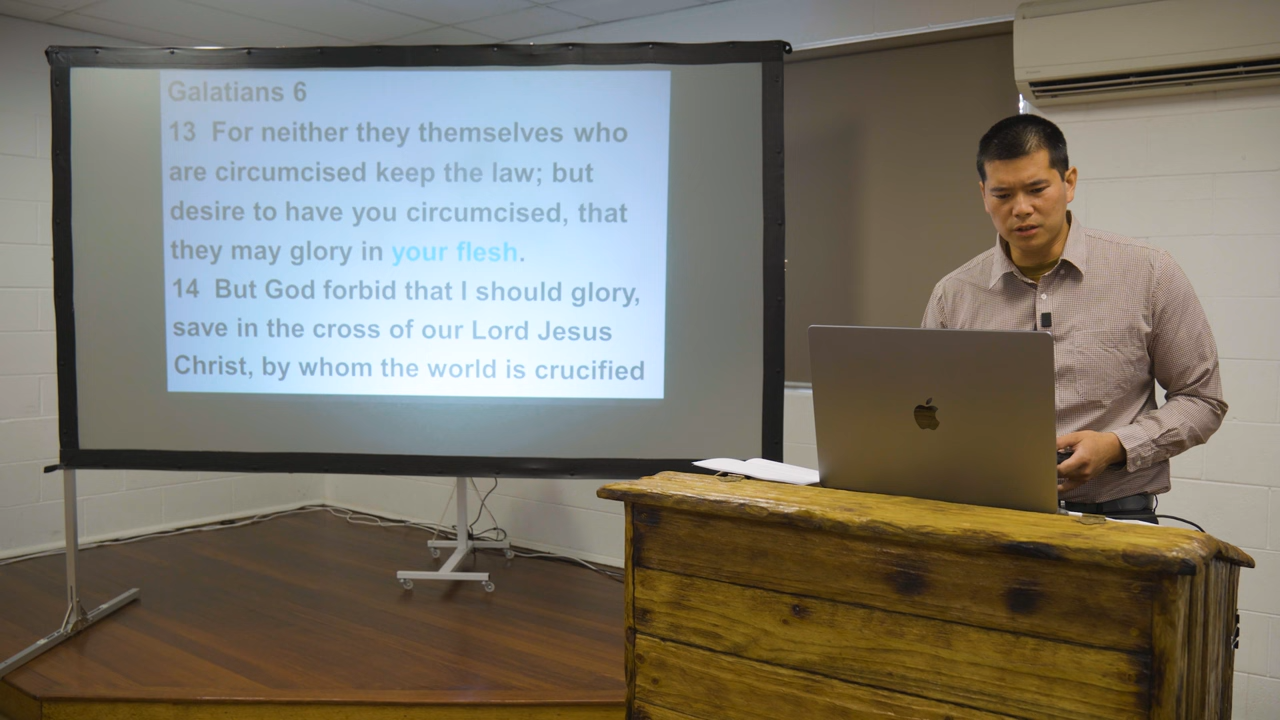 Galatians 6
13 For neither they themselves who
are circumcised keep the law; but
desire to have you circumcised, that
they may glory in your flesh.
14 But God forbid that I should glory,
save in the cross of our Lord Jesus
Christ, by whom the world is crucified